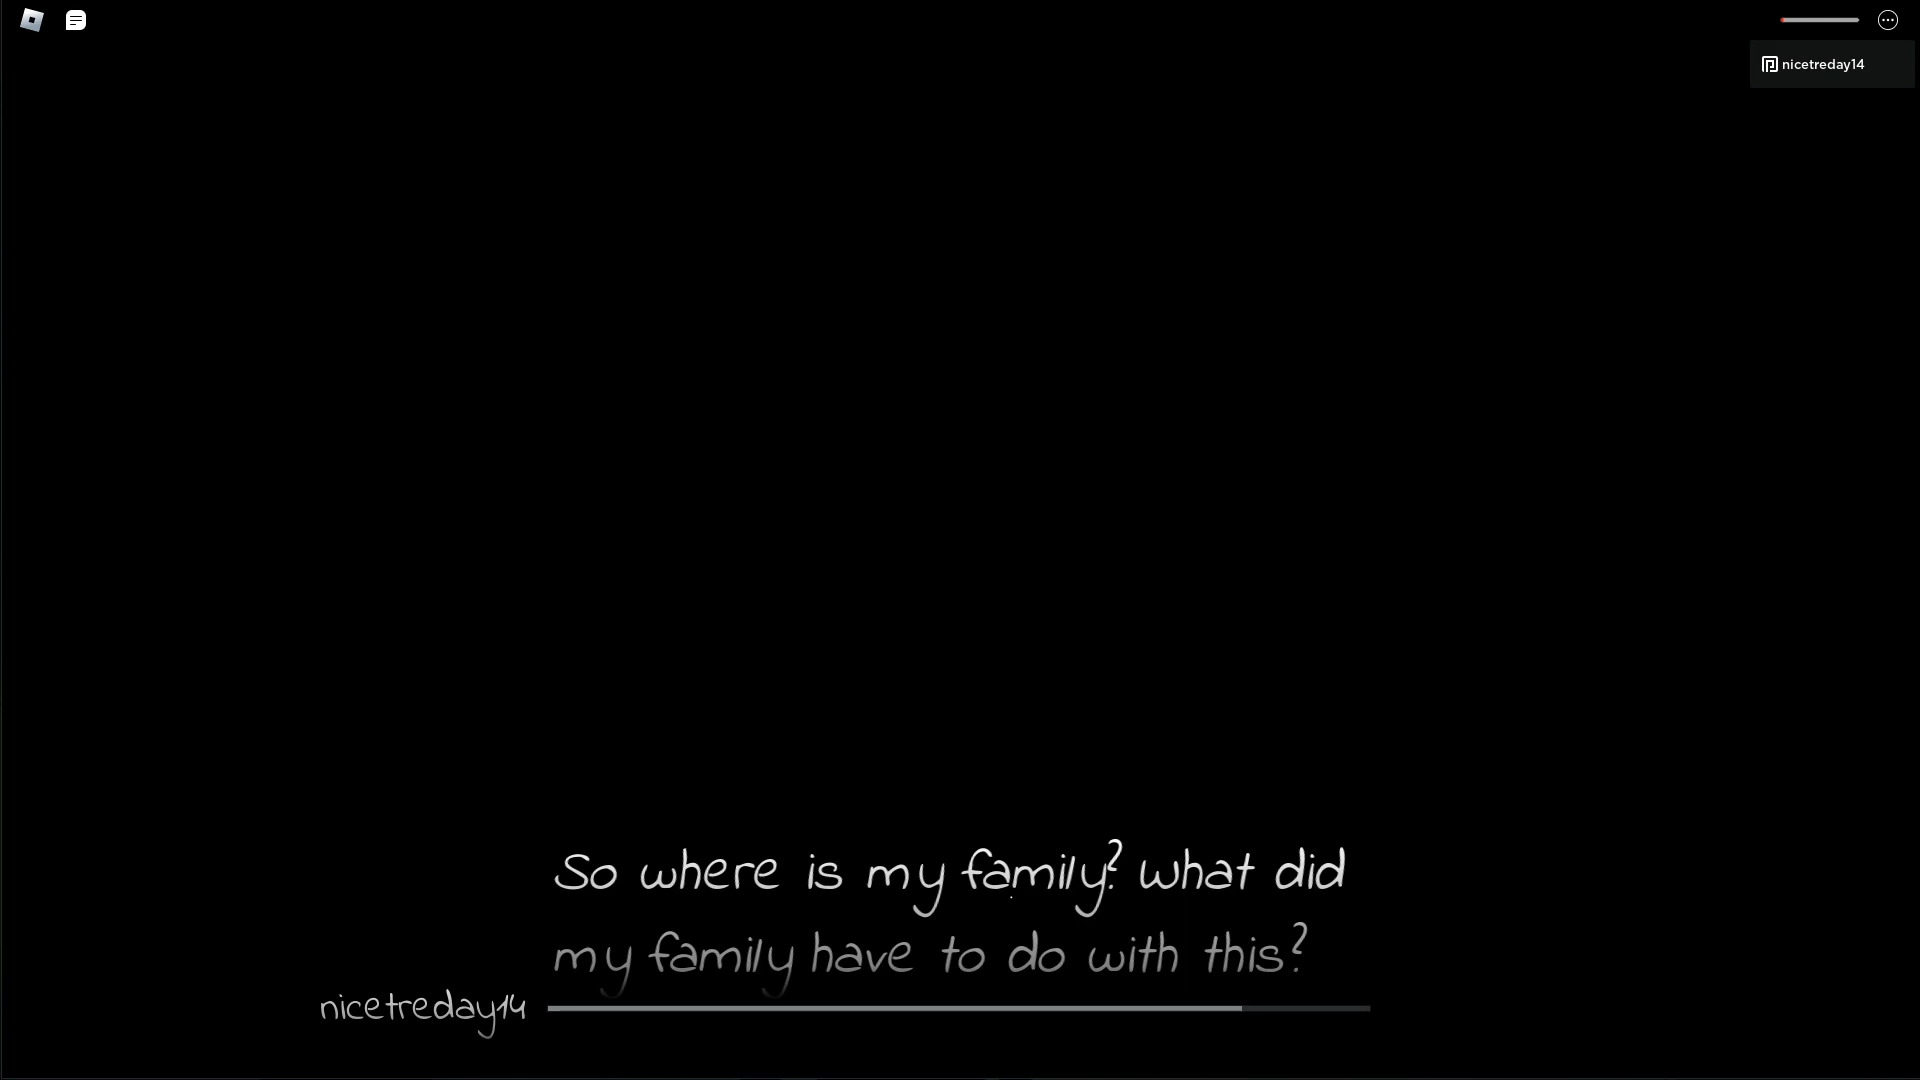 nicetreday14
So where is my family? What did
my family have to do with this?
nicetreday14